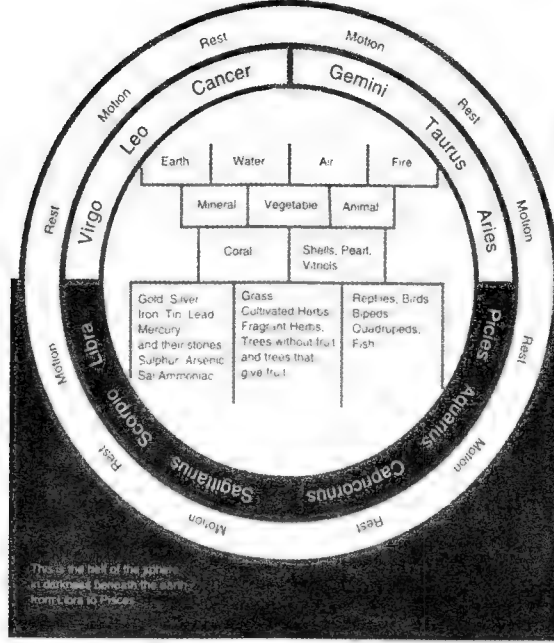 Motion
Rest
Motion
Rest
Motion
Rest
Motion
Rest
Motion
Rest
Motion
Rest
Gemini
Taurus
Aries
Picies
Aquarius
Capricornus
Sagittarius
Scorpio
Libra
Virgo
Leo
Cancer
Earth Water Air Fire
Mineral Vegetable Animal
Coral
Shells, Pearl,
Vitriols
Gold Silver
Iron Tin Lead
Mercury
and their stones
Sulphur Arsenic
Sal Ammoniac
Grass
Cultivated Herbs
Fragrant Herbs,
Trees without fruit
and trees that
give fruit
Reptiles, Birds
Bipeds
Quadrupeds,
Fish
This is the half of the sphere
in darkness beneath the earth,
from Libra to Pisces